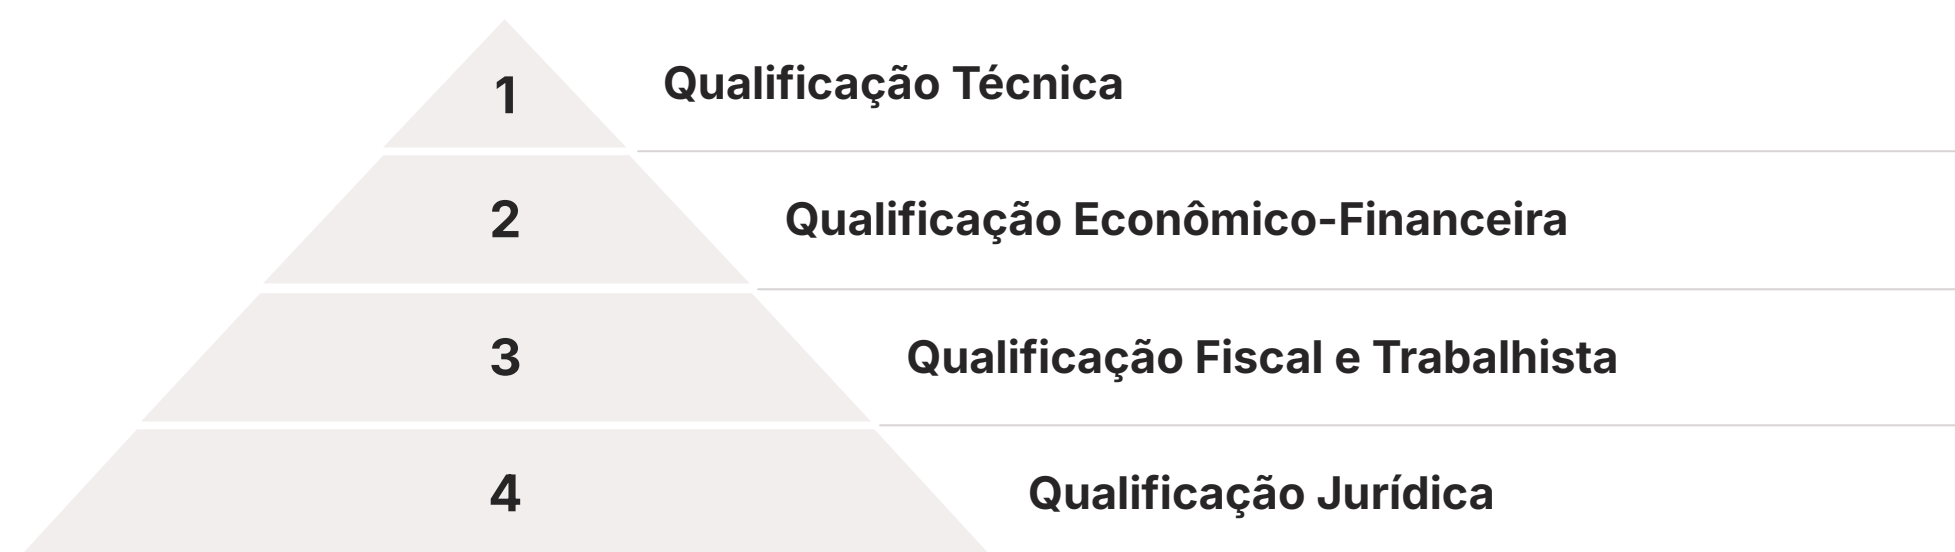 1
Qualificação Técnica
2
Qualificação Econômico-Financeira
3
Qualificação Fiscal e Trabalhista
4
Qualificação Jurídica